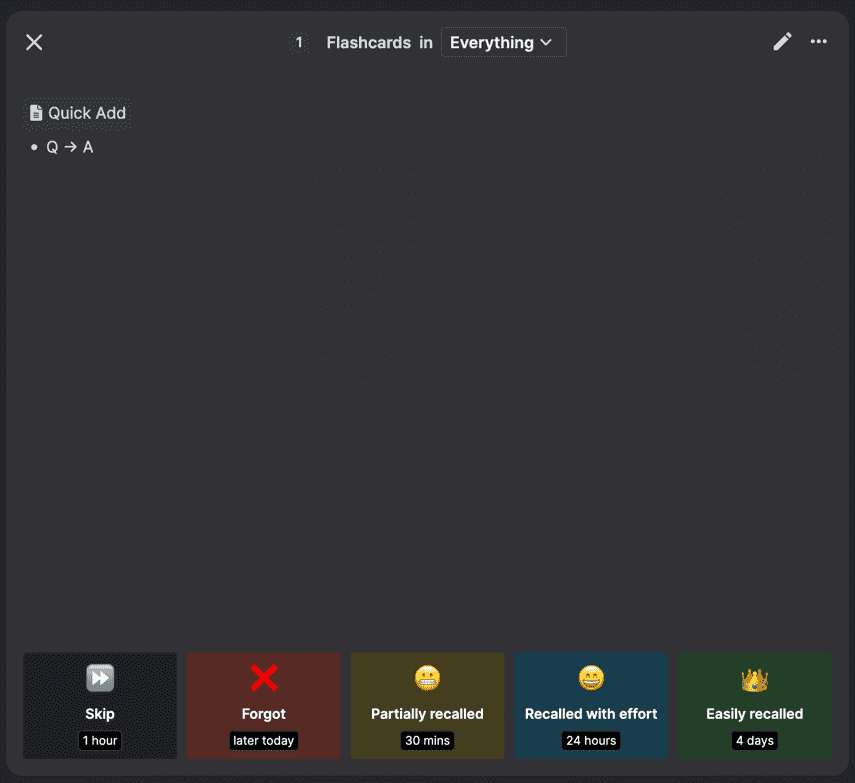 1 Flashcards in Everything
Quick Add
• Q → A
Skip
1 hour
Forgot
later today
Partially recalled
30 mins
Recalled with effort
24 hours
Easily recalled
4 days